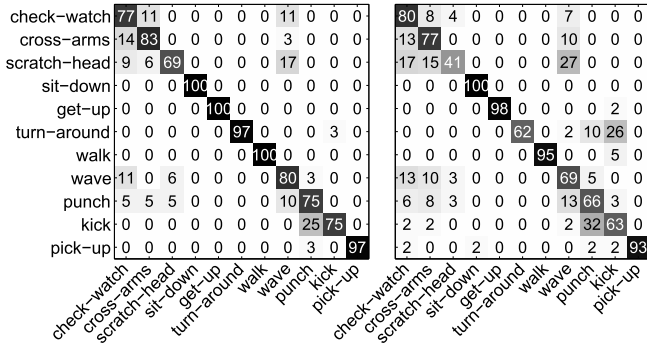 check-watch 77 11 0 0 0 0 0 11 0 0 0 80 8 4 0 0 0 0 7 0 0 0
cross-arms 14 83 0 0 0 0 0 3 0 0 0 13 77 0 0 0 0 0 10 0 0 0
scratch-head 9 6 69 0 0 0 0 17 0 0 0 17 15 41 0 0 0 0 27 0 0 0
sit-down 0 0 0 100 0 0 0 0 0 0 0 0 0 0 100 0 0 0 0 0 0 0
get-up 0 0 0 0 100 0 0 0 0 0 0 0 0 0 0 98 0 0 0 0 2 0
turn-around 0 0 0 0 0 97 0 0 0 3 0 0 0 0 0 0 62 0 2 10 26 0
walk 0 0 0 0 0 0 100 0 0 0 0 0 0 0 0 0 0 95 0 0 5 0
wave 11 0 6 0 0 0 0 80 3 0 0 13 10 3 0 0 0 0 69 5 0 0
punch 5 5 5 0 0 0 0 10 75 0 0 6 8 3 0 0 0 0 13 66 3 0
kick 0 0 0 0 0 0 0 0 25 75 0 2 2 0 0 0 0 0 2 32 63 0
pick-up 0 0 0 0 0 0 0 0 3 0 97 2 0 0 2 0 0 0 0 2 2 93
check-watch cross-arms scratch-head sit-down get-up turn-around walk wave punch kick pick-up check-watch cross-arms scratch-head sit-down get-up turn-around walk wave punch kick pick-up